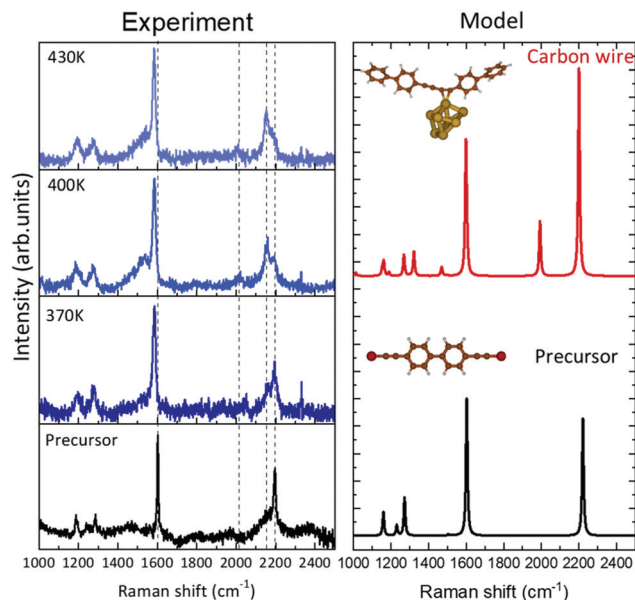 Experiment
Model
430K
400K
370K
Precursor
Intensity (arb.units)
1000 1200 1400 1600 1800 2000 2200 2400
Raman shift (cm-1)
Carbon wire
Precursor
1000 1200 1400 1600 1800 2000 2200 2400
Raman shift (cm-1)